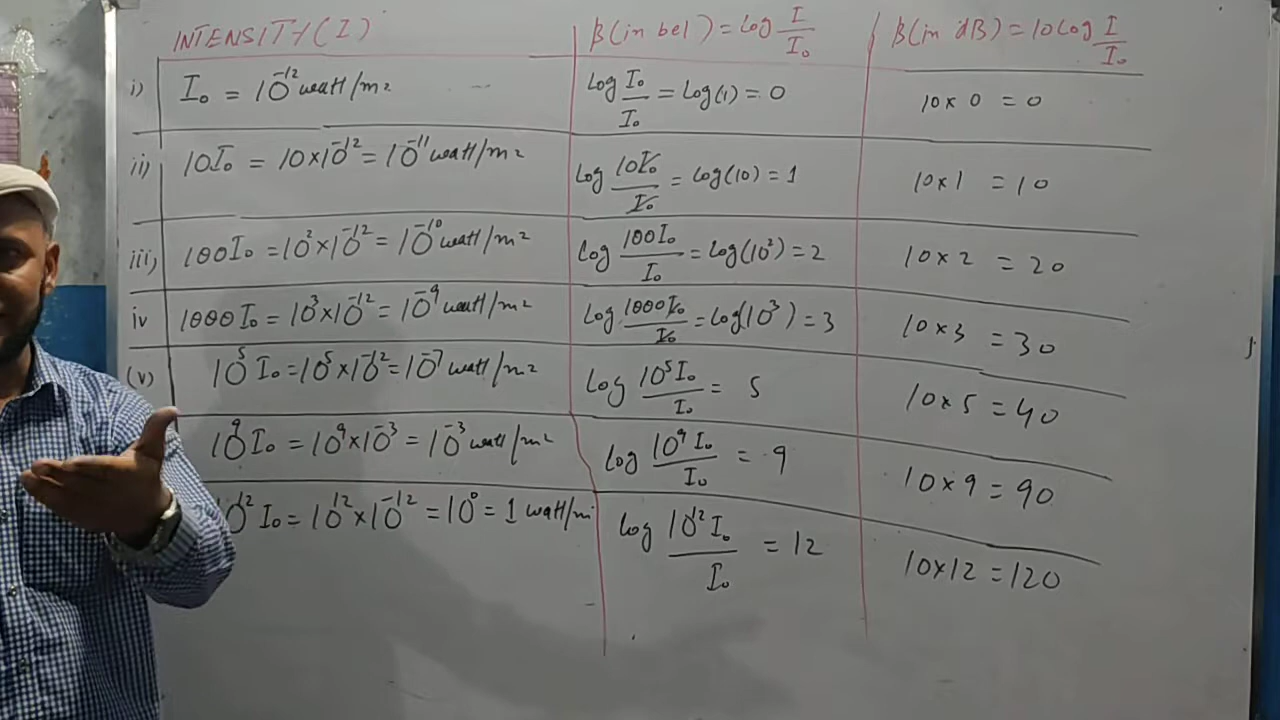 INTENSITY(I) β(in bel) = Log I/I₀ β(in dB) = 10 Log I/I₀
i) I₀ = 10⁻¹² watt/m² Log I₀/I₀ = Log(1) = 0 10 × 0 = 0
ii) 10I₀ = 10×10⁻¹² = 10⁻¹¹ watt/m² Log 10I₀/I₀ = Log(10) = 1 10×1 = 10
iii) 100I₀ = 10²×10⁻¹² = 10⁻¹⁰ watt/m² Log 100I₀/I₀ = Log(10²) = 2 10×2 = 20
iv 1000I₀ = 10³×10⁻¹² = 10⁻⁹ watt/m² Log 1000I₀/I₀ = Log(10³) = 3 10×3 = 30
(v) 10⁵I₀ = 10⁵×10⁻¹² = 10⁻⁷ watt/m² Log 10⁵I₀/I₀ = 5 10×5 = 40
10⁹I₀ = 10⁹×10⁻³ = 10⁻³ watt/m² Log 10⁹I₀/I₀ = 9 10×9 = 90
0¹²I₀ = 10¹²×10⁻¹² = 10⁰ = 1 watt/m² Log 10¹²I₀/I₀ = 12 10×12 = 120